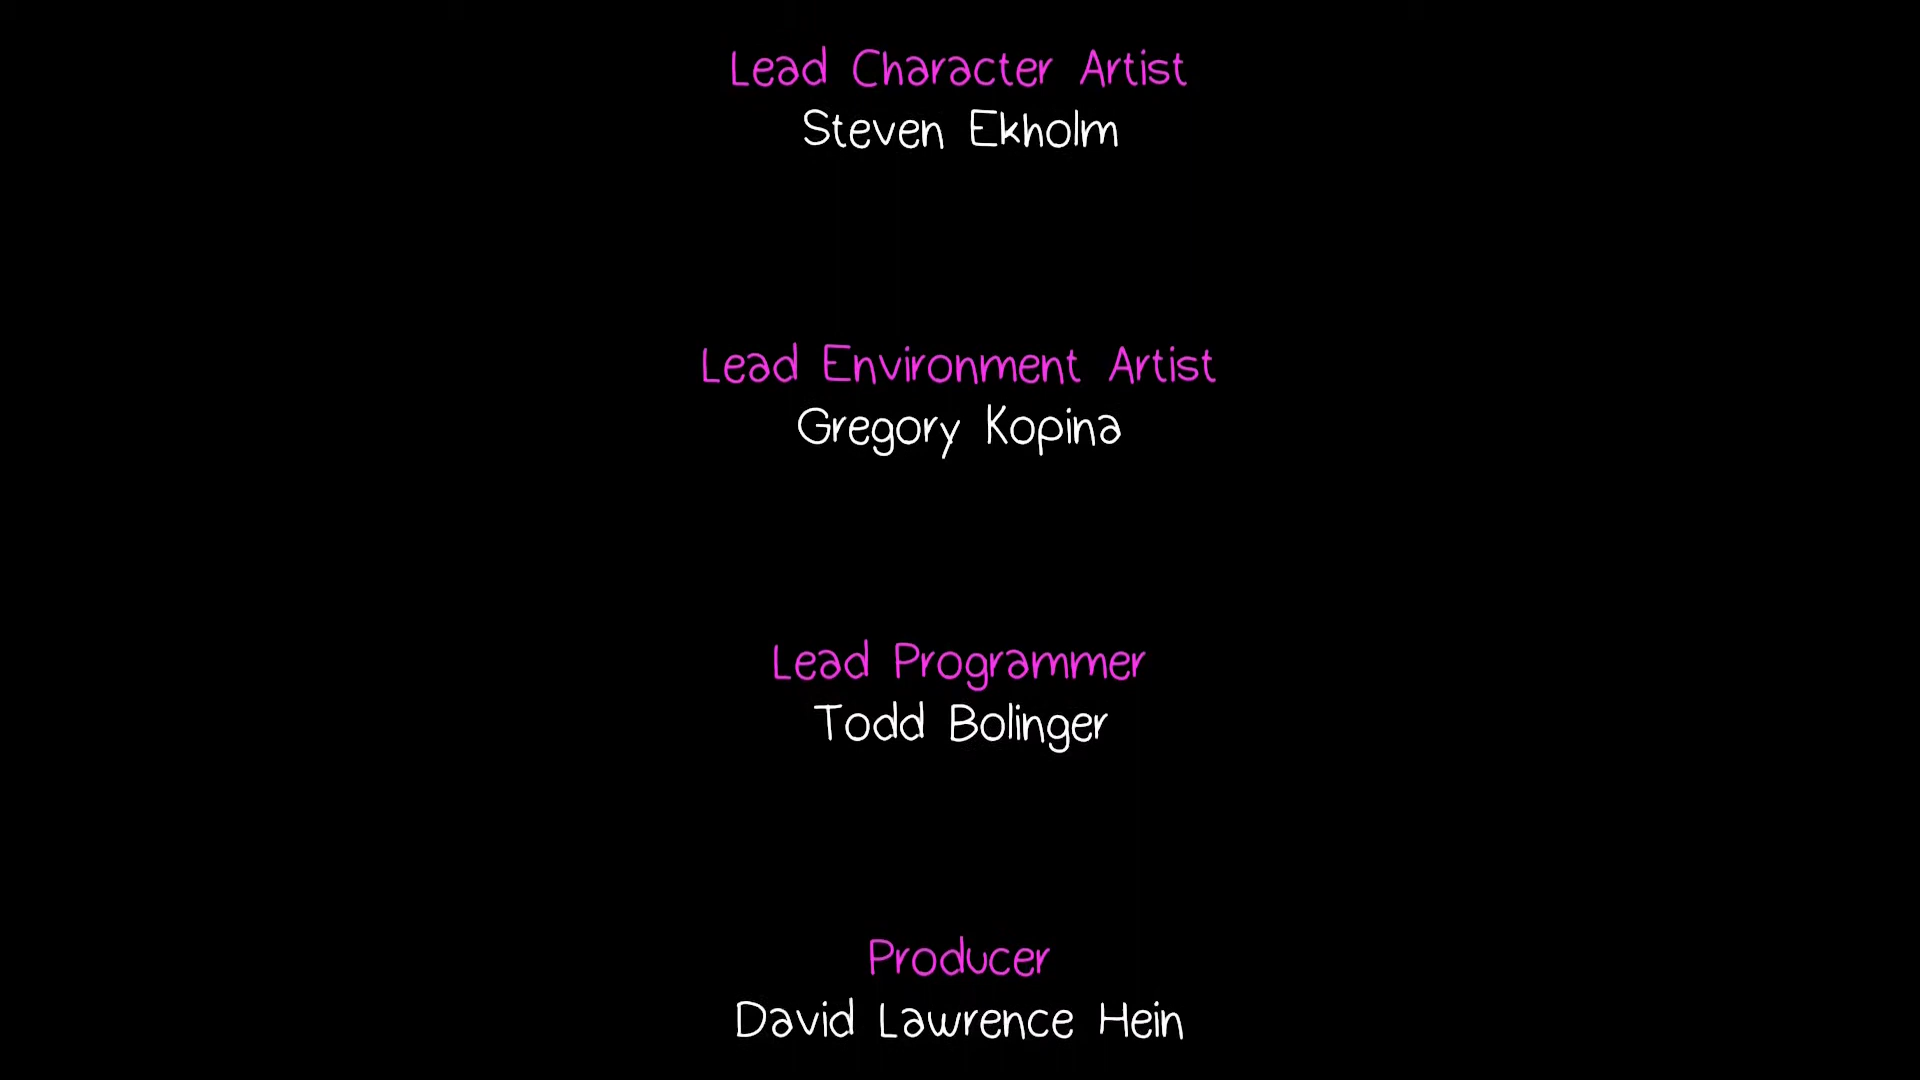 Lead Character Artist
Steven Ekholm
Lead Environment Artist
Gregory Kopina
Lead Programmer
Todd Bolinger
Producer
David Lawrence Hein